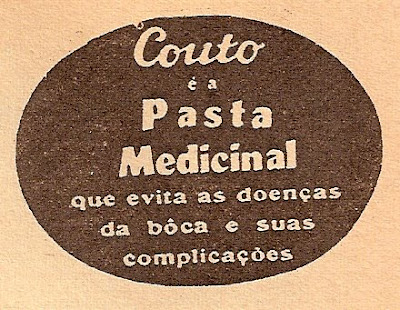 Couto
é a
Pasta
Medicinal
que evita as doenças
da bôca e suas
complicações